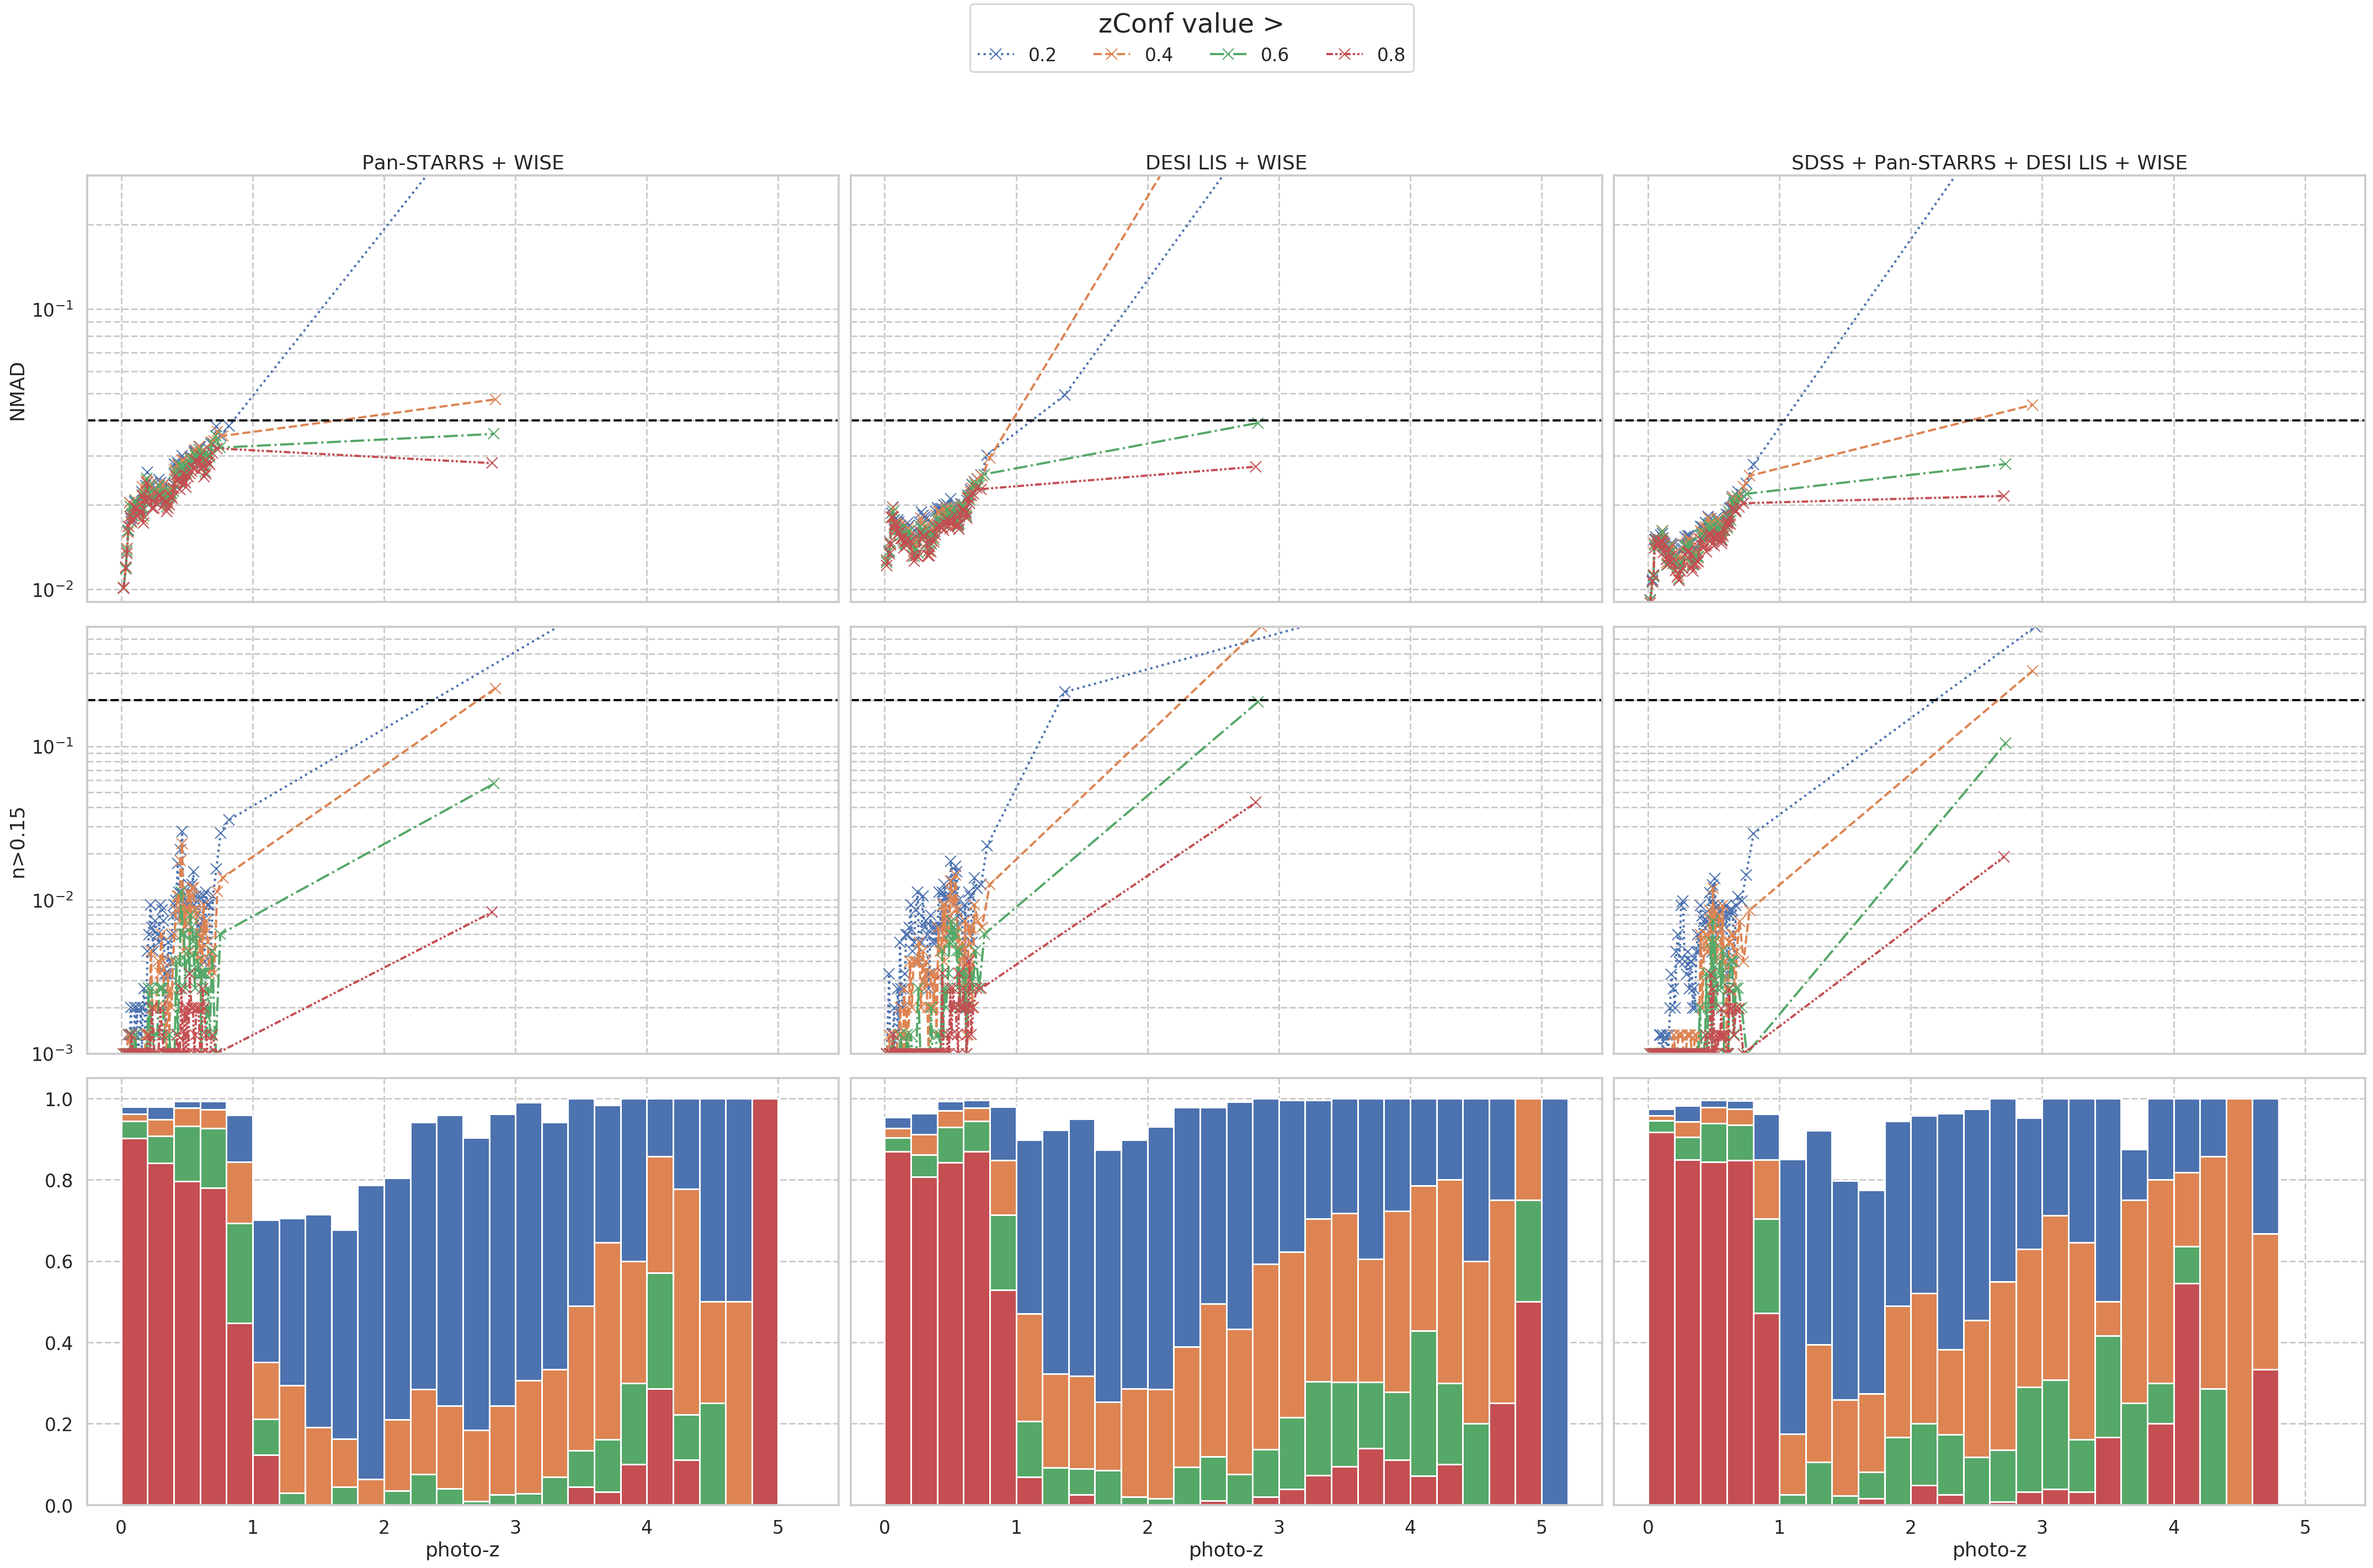 zConf value >
0.2 0.4 0.6 0.8
Pan-STARRS + WISE
DESI LIS + WISE
SDSS + Pan-STARRS + DESI LIS + WISE
NMAD
10⁻¹
10⁻²
n>0.15
10⁻¹
10⁻²
10⁻³
1.0
0.8
0.6
0.4
0.2
0.0
0 1 2 3 4 5
0 1 2 3 4 5
0 1 2 3 4 5
photo-z
photo-z
photo-z